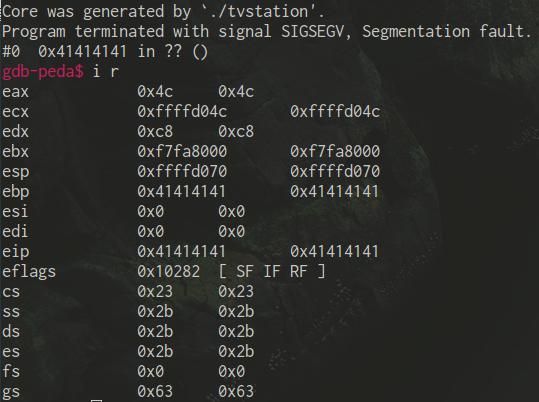 Core was generated by `./tvstation'.
Program terminated with signal SIGSEGV, Segmentation fault.
#0  0x41414141 in ?? ()
gdb-peda$ i r
eax            0x4c     0x4c
ecx            0xffffd04c       0xffffd04c
edx            0xc8     0xc8
ebx            0xf7fa8000       0xf7fa8000
esp            0xffffd070       0xffffd070
ebp            0x41414141       0x41414141
esi            0x0      0x0
edi            0x0      0x0
eip            0x41414141       0x41414141
eflags         0x10282  [ SF IF RF ]
cs             0x23     0x23
ss             0x2b     0x2b
ds             0x2b     0x2b
es             0x2b     0x2b
fs             0x0      0x0
gs             0x63     0x63